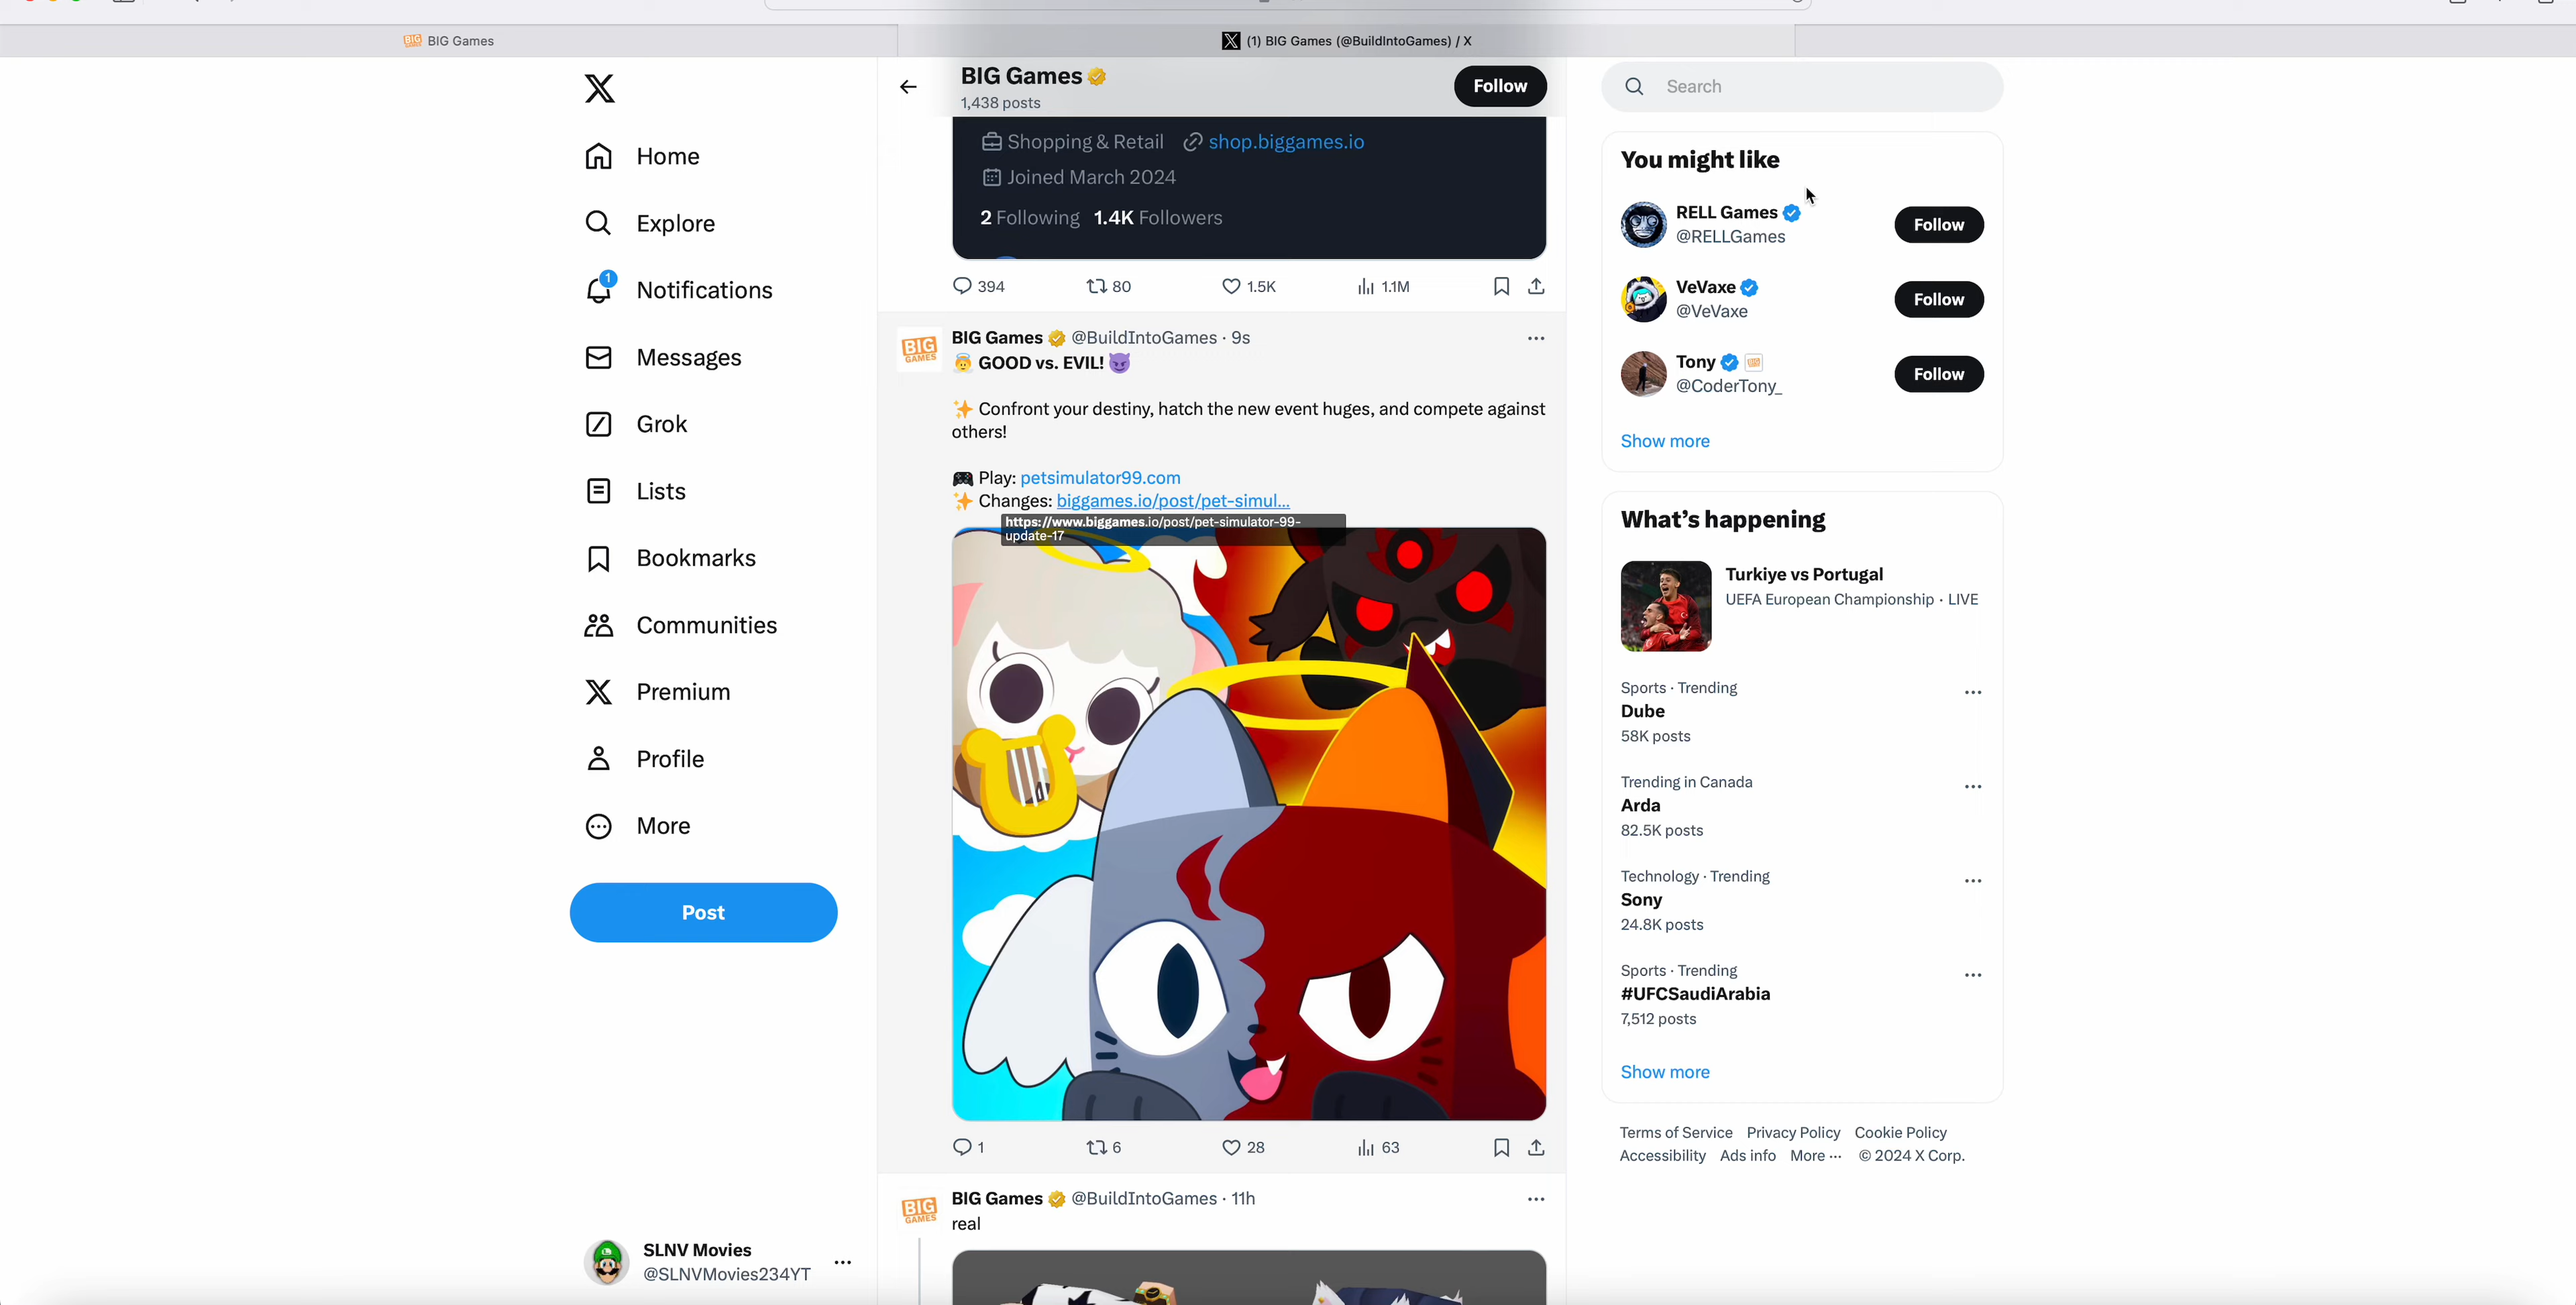 BIG Games
(1) BIG Games (@BuildIntoGames) / X
Home
Explore
1
Notifications
Messages
Grok
Lists
Bookmarks
Communities
Premium
Profile
More
Post
SLNV Movies
@SLNVMovies234YT
BIG Games
1,438 posts
Follow
Shopping & Retail shop.biggames.io
Joined March 2024
2 Following 1.4K Followers
394 80 1.5K 1.1M
BIG GAMES
BIG Games @BuildIntoGames · 9s
GOOD vs. EVIL!
Confront your destiny, hatch the new event huges, and compete against
others!
Play: petsimulator99.com
Changes: biggames.io/post/pet-simul...
https://www.biggames.io/post/pet-simulator-99-
update-17
1 6 28 63
BIG GAMES
BIG Games @BuildIntoGames · 11h
real
Search
You might like
RELL Games
@RELLGames
Follow
VeVaxe
@VeVaxe
Follow
Tony
@CoderTony_
Follow
Show more
What's happening
Turkiye vs Portugal
UEFA European Championship · LIVE
Sports · Trending
Dube
58K posts
Trending in Canada
Arda
82.5K posts
Technology · Trending
Sony
24.8K posts
Sports · Trending
#UFCSaudiArabia
7,512 posts
Show more
Terms of Service Privacy Policy Cookie Policy
Accessibility Ads info More ··· © 2024 X Corp.